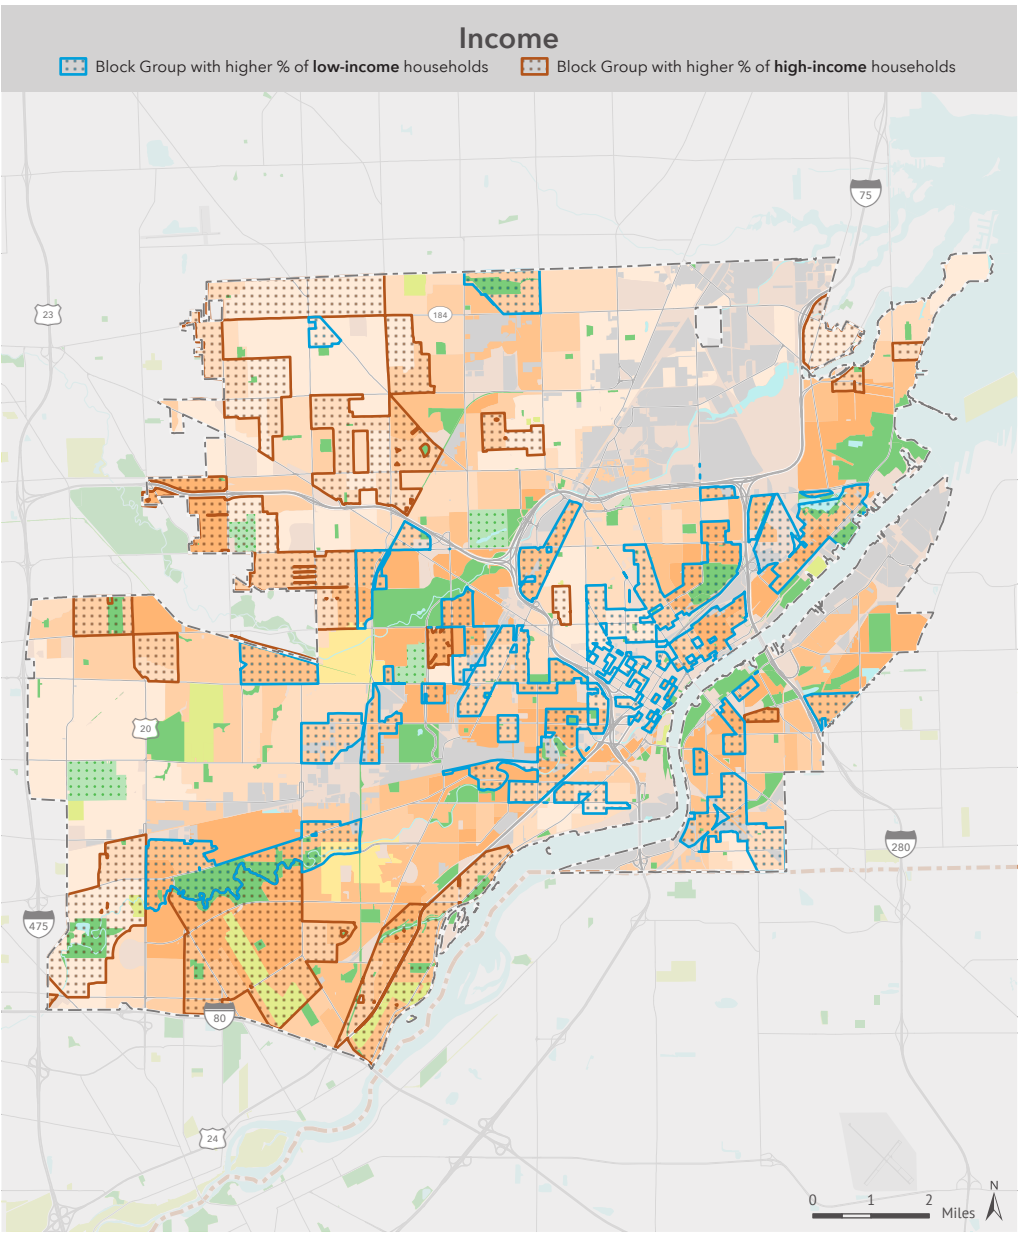 Income
Block Group with higher % of low-income households
Block Group with higher % of high-income households
75
23
184
20
280
475
80
24
0 1 2
Miles
N